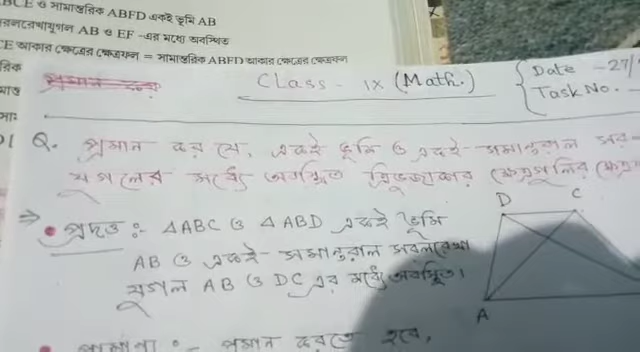 BCE ও সামান্তরিক ABFD একই ভূমি AB
সরলরেখাযুগল AB ও EF -এর মধ্যে অবস্থিত
CE আকার ক্ষেত্রের ক্ষেত্রফল = সামান্তরিক ABFD আকার ক্ষেত্রের ক্ষেত্রফল
Class - IX (Math.)
Date - 27/
Task No. -
Q. প্রমান কর যে, একই ভূমি ও একই সমান্তরাল সর-
যুগলের মধ্যে অবস্থিত ত্রিভুজাকার ক্ষেত্রগুলির ক্ষেত্র
⇒ • প্রদত্ত :- △ABC ও △ABD একই ভূমি
AB ও একই সমান্তরাল সরলরেখা
যুগল AB ও DC এর মধ্যে অবস্থিত।
D C
A
প্রমান করতে হবে,